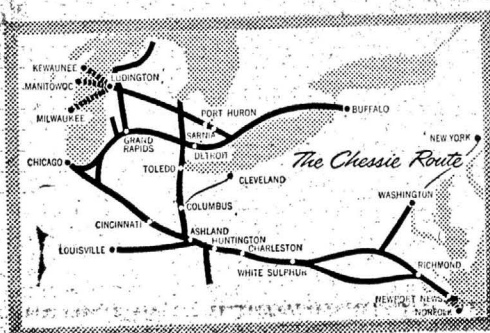 KEWAUNEE
LUDINGTON
MANITOWOC
MILWAUKEE
PORT HURON
BUFFALO
SARNIA
GRAND
RAPIDS
DETROIT
NEW YORK
CHICAGO
TOLEDO
The Chessie Route
CLEVELAND
WASHINGTON
COLUMBUS
CINCINNATI
ASHLAND
HUNTINGTON
LOUISVILLE
CHARLESTON
WHITE SULPHUR
RICHMOND
NEWPORT NEWS
NORFOLK